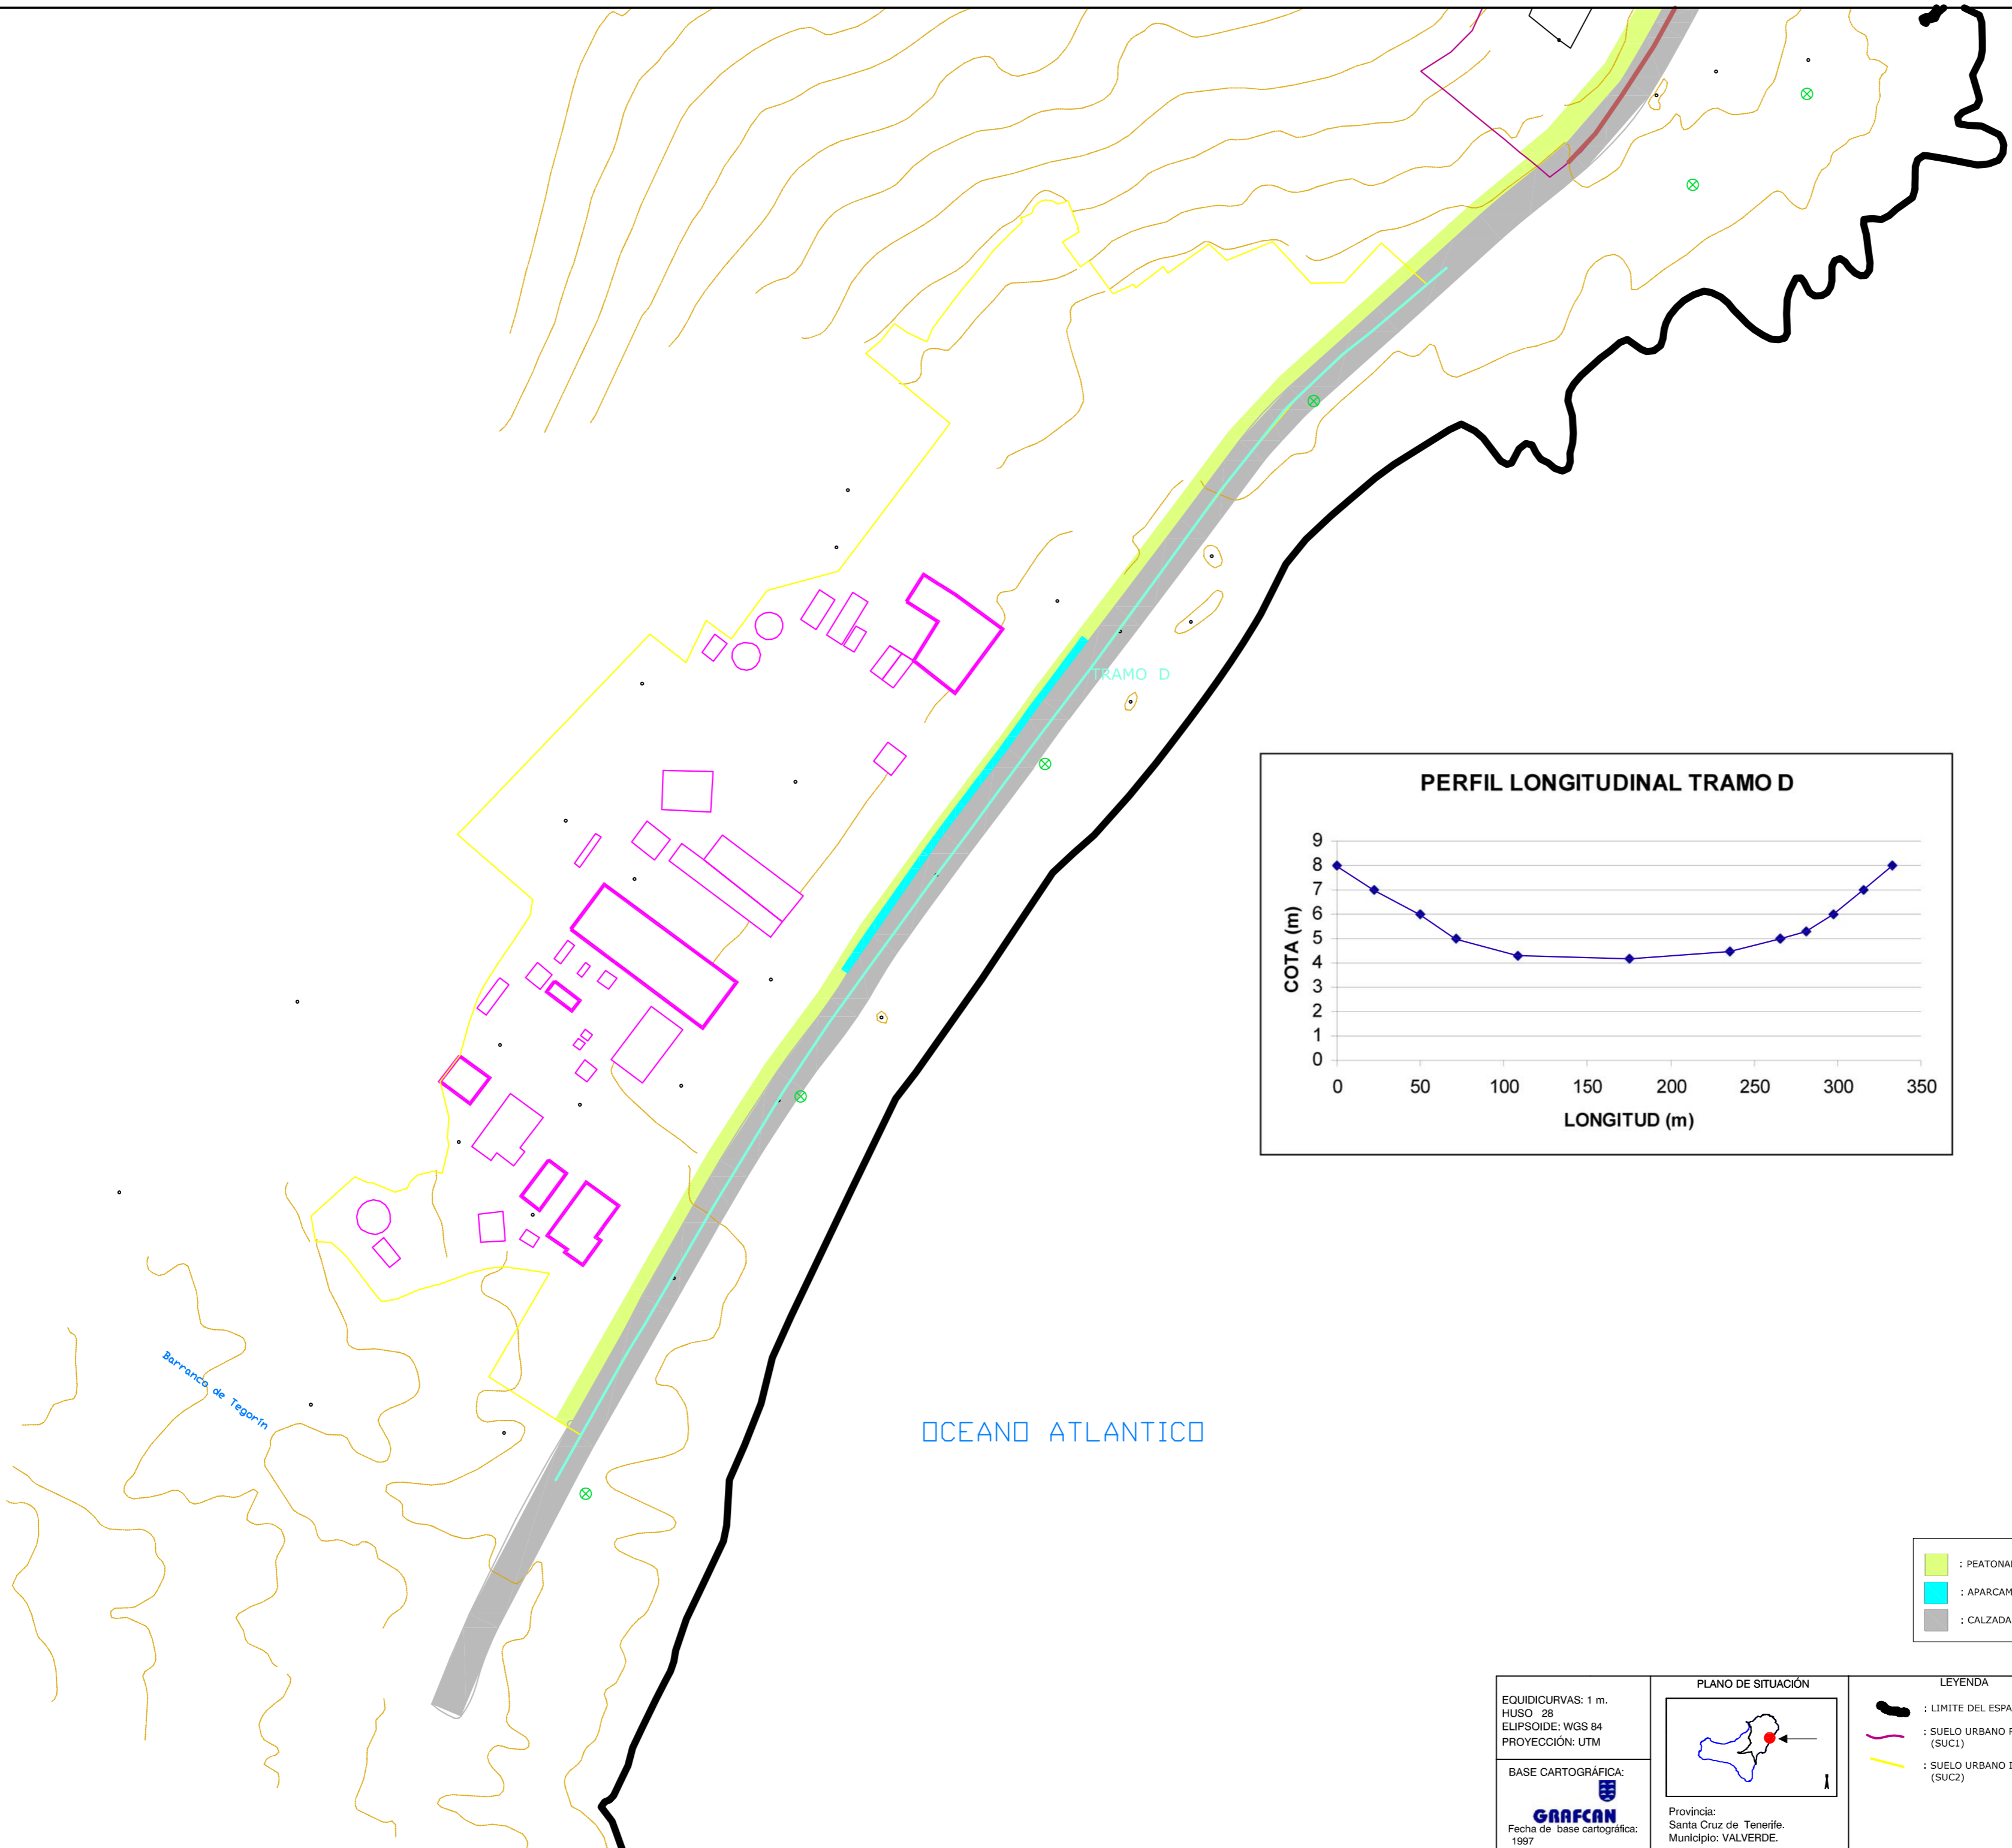 TRAMO D
PERFIL LONGITUDINAL TRAMO D
COTA (m)
9
8
7
6
5
4
3
2
1
0
0 50 100 150 200 250 300 350
LONGITUD (m)
Barranco de Tegorín
OCEANO ATLANTICO
: PEATONAL
: APARCAM
: CALZADA
EQUIDICURVAS: 1 m.
HUSO 28
ELIPSOIDE: WGS 84
PROYECCIÓN: UTM
BASE CARTOGRÁFICA:
GRAFCAN
Fecha de base cartográfica:
1997
PLANO DE SITUACIÓN
Provincia:
Santa Cruz de Tenerife.
Municipio: VALVERDE.
LEYENDA
: LIMITE DEL ESPA
: SUELO URBANO
(SUC1)
: SUELO URBANO
(SUC2)